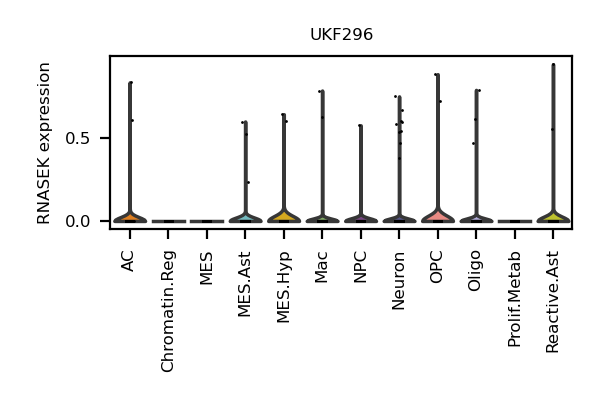 UKF296
RNASEK expression
0.5
0.0
AC
Chromatin.Reg
MES
MES.Ast
MES.Hyp
Mac
NPC
Neuron
OPC
Oligo
Prolif.Metab
Reactive.Ast